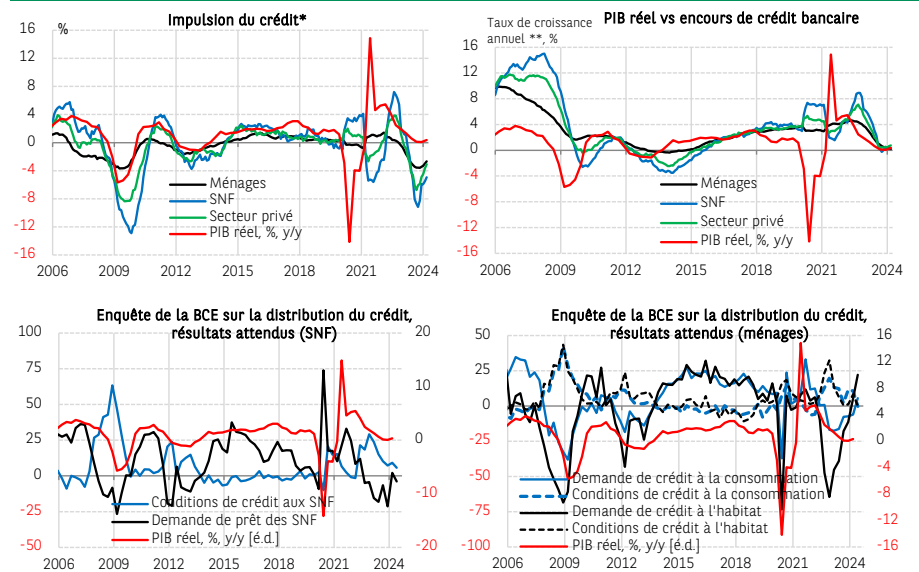 Impulsion du crédit*
16
%
12
8
4
0
-4
-8
-12
-16
Ménages
SNF
Secteur privé
PIB réel, %, y/y
2006 2009 2012 2015 2018 2021 2024
PIB réel vs encours de crédit bancaire
Taux de croissance
annuel **, %
16
12
8
4
0
-4
-8
-12
-16
Ménages
SNF
Secteur privé
PIB réel, %, y/y
2006 2009 2012 2015 2018 2021 2024
Enquête de la BCE sur la distribution du crédit,
résultats attendus (SNF)
100
75
50
25
0
-25
-50
20
10
0
-10
-20
Conditions de crédit aux SNF
Demande de prêt des SNF
PIB réel, %, y/y [é.d.]
2006 2009 2012 2015 2018 2021 2024
Enquête de la BCE sur la distribution du crédit,
résultats attendus (ménages)
50
25
0
-25
-50
-75
-100
16
12
8
4
0
-4
-8
-12
-16
Demande de crédit à la consommation
Conditions de crédit à la consommation
Demande de crédit à l'habitat
Conditions de crédit à l'habitat
PIB réel, %, y/y [é.d.]
2006 2009 2012 2015 2018 2021 2024